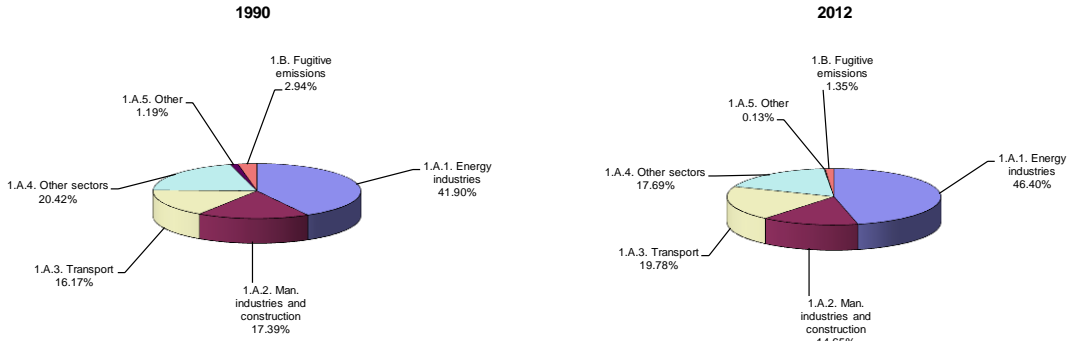 1990
1.B. Fugitive
emissions
2.94%
1.A.5. Other
1.19%
1.A.1. Energy
industries
41.90%
1.A.4. Other sectors
20.42%
1.A.3. Transport
16.17%
1.A.2. Man.
industries and
construction
17.39%
2012
1.B. Fugitive
emissions
1.35%
1.A.5. Other
0.13%
1.A.1. Energy
industries
46.40%
1.A.4. Other sectors
17.69%
1.A.3. Transport
19.78%
1.A.2. Man.
industries and
construction
14.65%